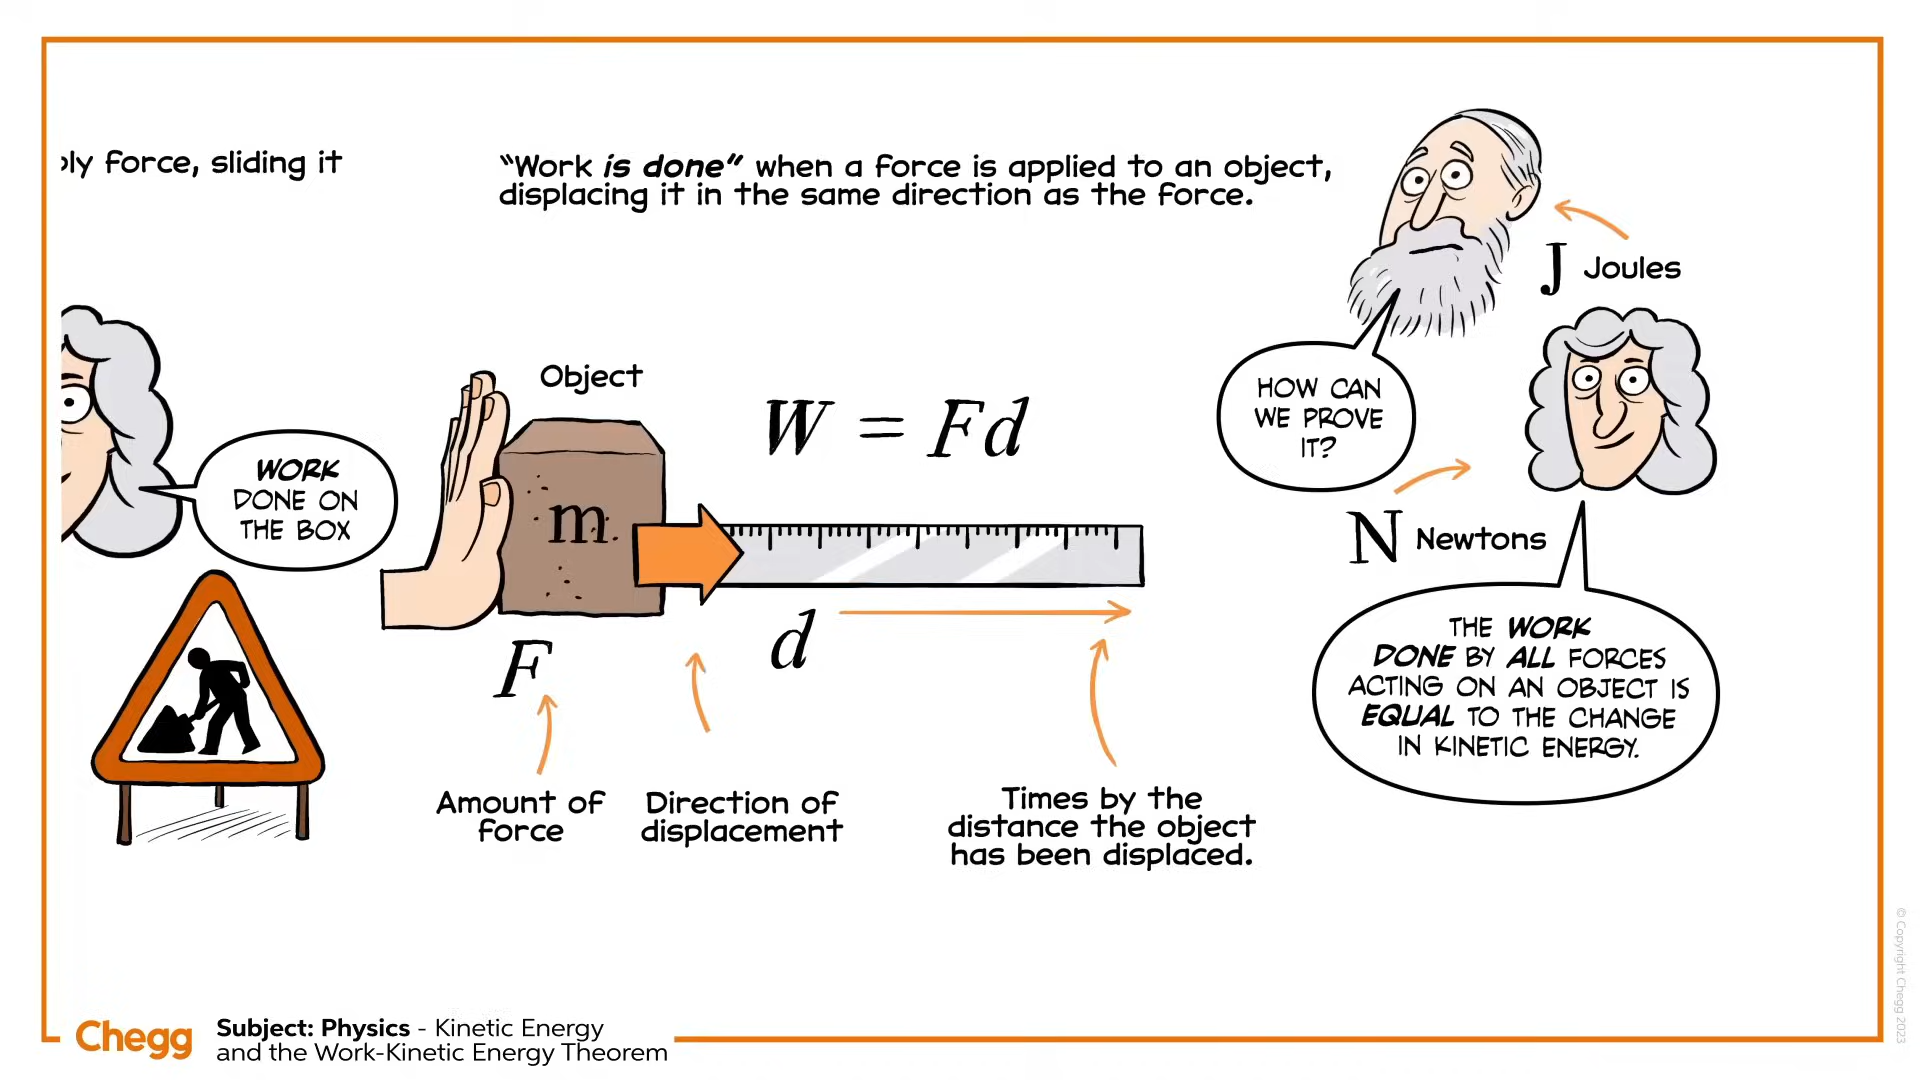 ply force, sliding it
“Work is done” when a force is applied to an object,
displacing it in the same direction as the force.
J Joules
HOW CAN
WE PROVE
IT?
Object
W = Fd
WORK
DONE ON
THE BOX
m
N Newtons
F
d
THE WORK
DONE BY ALL FORCES
ACTING ON AN OBJECT IS
EQUAL TO THE CHANGE
IN KINETIC ENERGY.
Amount of
force
Direction of
displacement
Times by the
distance the object
has been displaced.
Chegg
Subject: Physics - Kinetic Energy
and the Work-Kinetic Energy Theorem
© Copyright Chegg 2023